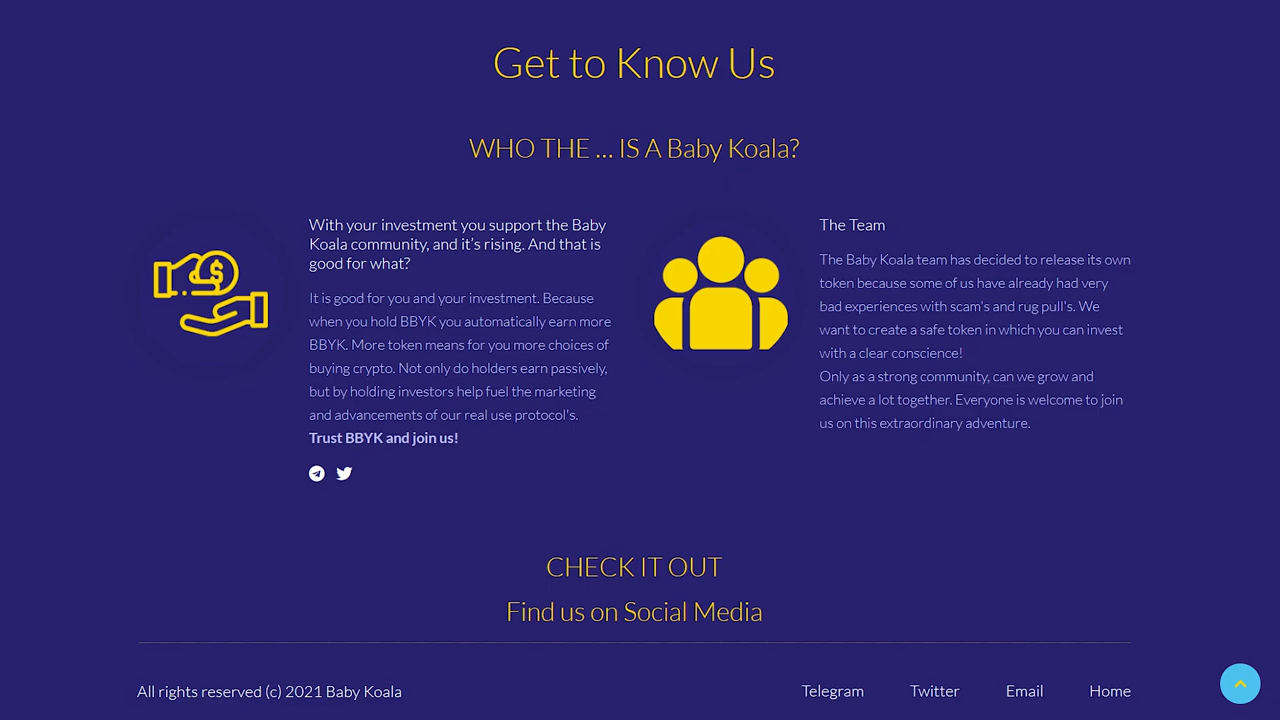 Get to Know Us
WHO THE ... IS A Baby Koala?
With your investment you support the Baby
Koala community, and it's rising. And that is
good for what?
It is good for you and your investment. Because
when you hold BBYK you automatically earn more
BBYK. More token means for you more choices of
buying crypto. Not only do holders earn passively,
but by holding investors help fuel the marketing
and advancements of our real use protocol's.
Trust BBYK and join us!
The Team
The Baby Koala team has decided to release its own
token because some of us have already had very
bad experiences with scam's and rug pull's. We
want to create a safe token in which you can invest
with a clear conscience!
Only as a strong community, can we grow and
achieve a lot together. Everyone is welcome to join
us on this extraordinary adventure.
CHECK IT OUT
Find us on Social Media
All rights reserved (c) 2021 Baby Koala
Telegram Twitter Email Home